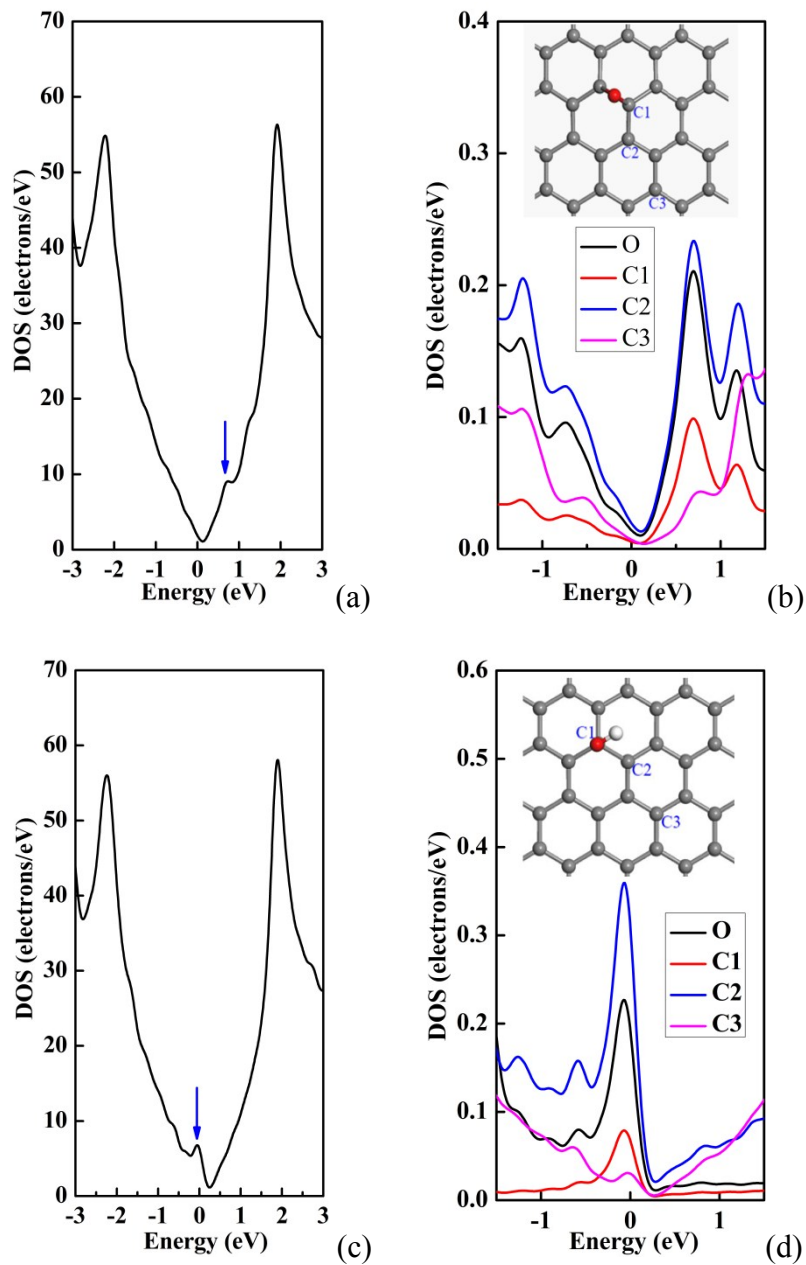 70
60
50
40
30
20
10
0
DOS (electrons/eV)
-3 -2 -1 0 1 2 3
Energy (eV)
(a)
0.4
0.3
0.2
0.1
0.0
DOS (electrons/eV)
C1
C2
C3
O
C1
C2
C3
-1 0 1
Energy (eV)
(b)
70
60
50
40
30
20
10
0
DOS (electrons/eV)
-3 -2 -1 0 1 2 3
Energy (eV)
(c)
0.6
0.5
0.4
0.3
0.2
0.1
0.0
DOS (electrons/eV)
C1
C2
C3
O
C1
C2
C3
-1 0 1
Energy (eV)
(d)